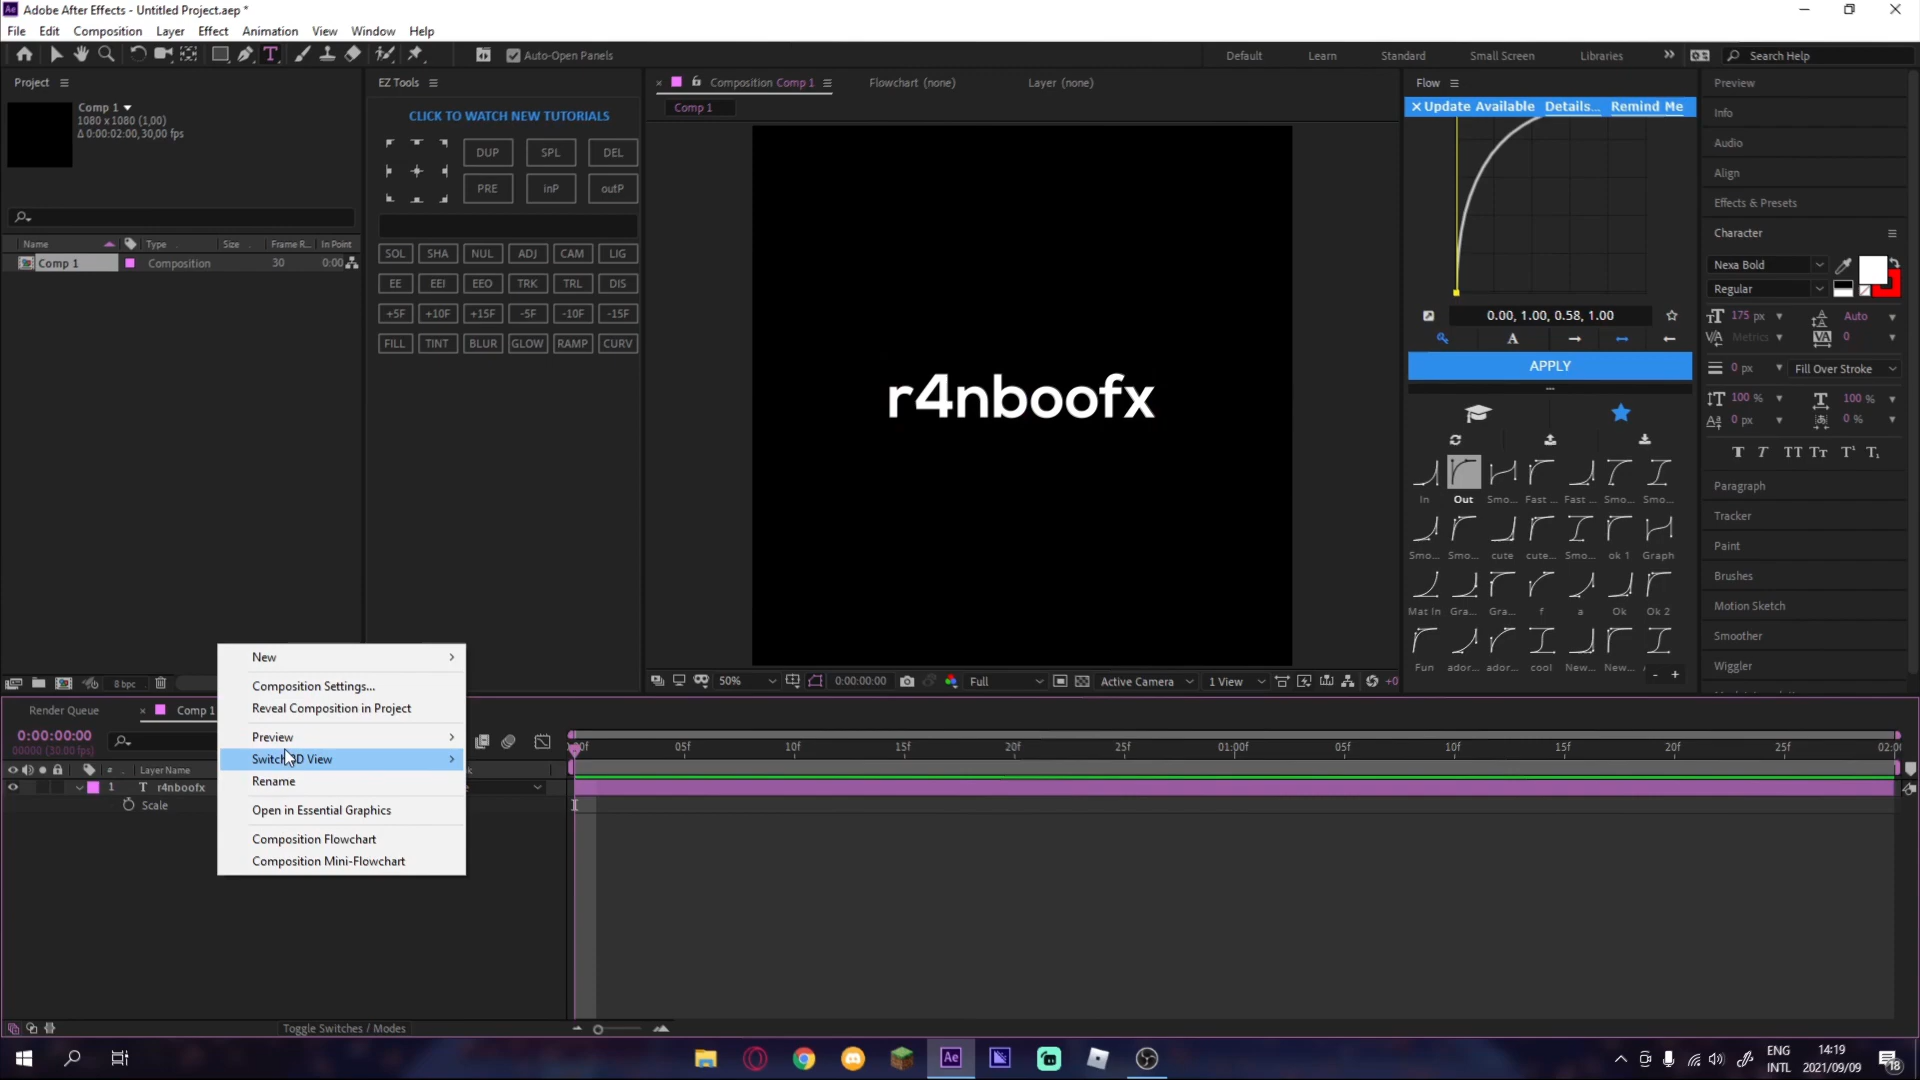 Adobe After Effects - Untitled Project.aep *
File Edit Composition Layer Effect Animation View Window Help
Auto-Open Panels
Default Learn Standard Small Screen Libraries Search Help
Project
Comp 1
1080 x 1080 (1,00)
Δ 0:00:02:00, 30,00 fps
Name Type Size Frame R... In Point
Comp 1 Composition 30 0:00
8 bpc
EZ Tools
CLICK TO WATCH NEW TUTORIALS
DUP SPL DEL
PRE inP outP
SOL SHA NUL ADJ CAM LIG
EE EEI EEO TRK TRL DIS
+5F +10F +15F -5F -10F -15F
FILL TINT BLUR GLOW RAMP CURV
Composition Comp 1 Flowchart (none) Layer (none)
Comp 1
r4nboofx
50% 0:00:00:00 Full Active Camera 1 View +0
Flow
Update Available Details... Remind Me
0.00, 1.00, 0.58, 1.00
A
APPLY
In Out Smo... Fast ... Fast ... Smo... Smo...
Smo... Smo... cute cute... Smo... ok 1 Graph
Mat In Gra... Gra... f a Ok Ok 2
Fun ador... ador... cool New... New...
- +
Preview
Info
Audio
Align
Effects & Presets
Character
Nexa Bold
Regular
175 px Auto
Metrics 0
0 px Fill Over Stroke
100 % 100 %
0 px 0 %
T T TT Tt T¹ T₁
Paragraph
Tracker
Paint
Brushes
Motion Sketch
Smoother
Wiggler
New
Composition Settings...
Reveal Composition in Project
Preview
Switch 3D View
Rename
Open in Essential Graphics
Composition Flowchart
Composition Mini-Flowchart
Render Queue Comp 1
0:00:00:00
00000 (30.00 fps)
# Layer Name
1 T r4nboofx
Scale
:00f 05f 10f 15f 20f 25f 01:00f 05f 10f 15f 20f 25f 02:0
Toggle Switches / Modes
Ae
ENG
INTL
14:19
2021/09/09
18